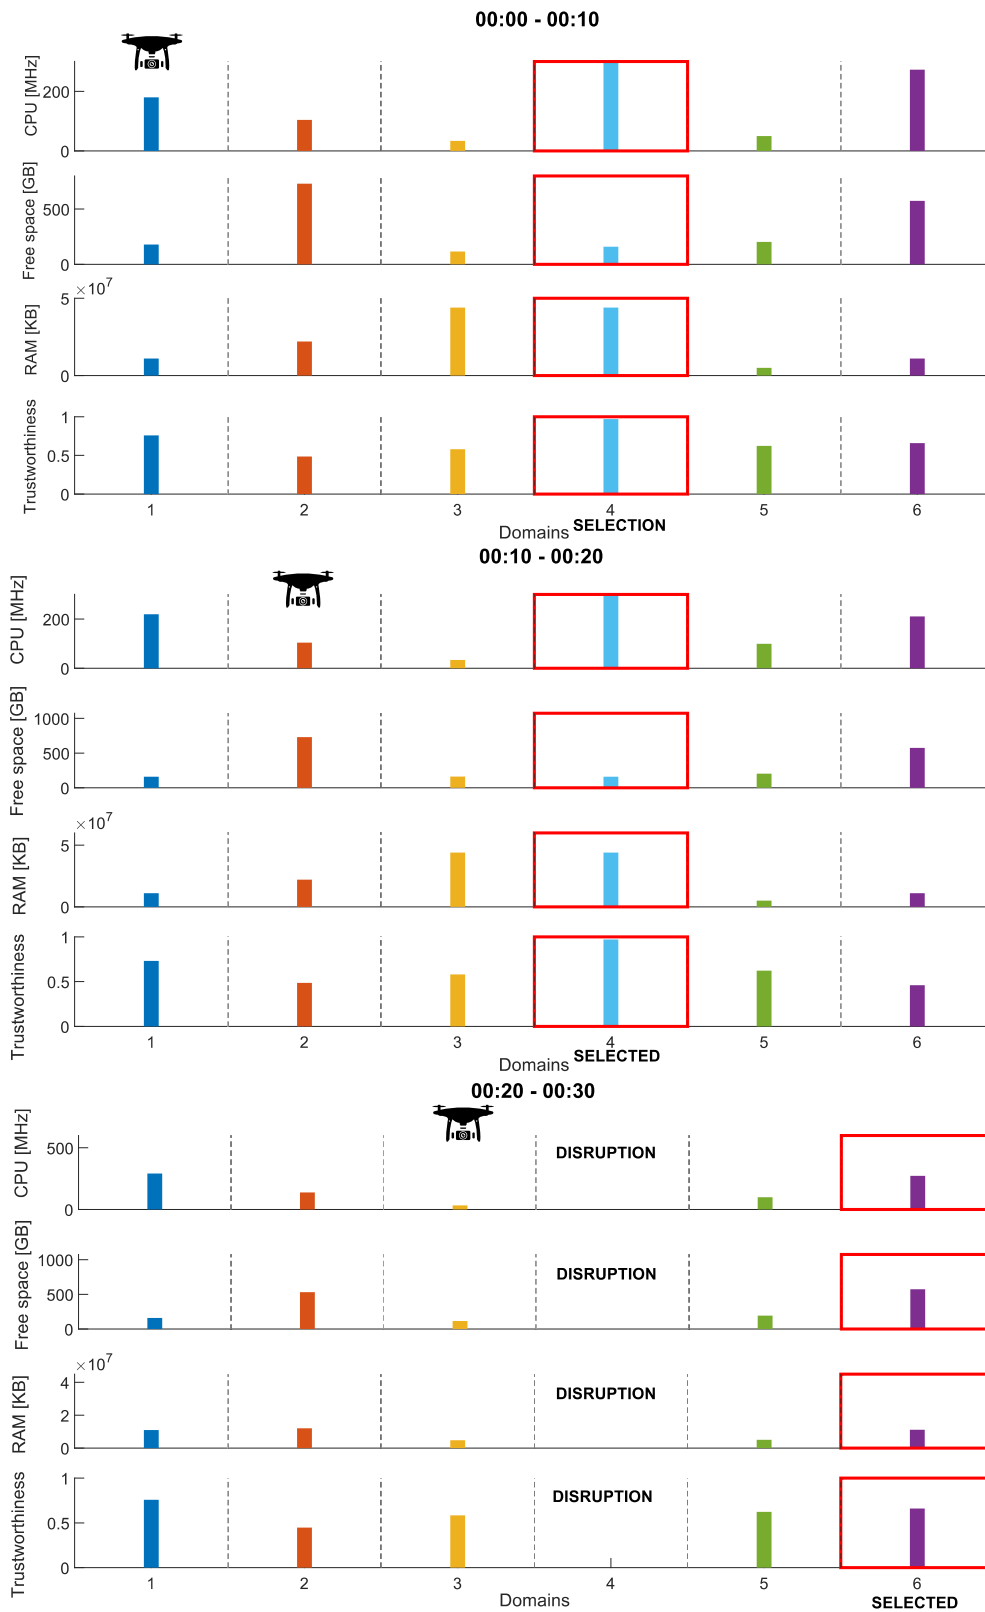 00:00 - 00:10
CPU [MHz]
200
0
Free space [GB]
500
0
×10^7
RAM [KB]
5
0
Trustworthiness
1
0.5
0
1 2 3 4 5 6
Domains SELECTION
00:10 - 00:20
CPU [MHz]
200
0
Free space [GB]
1000
500
0
×10^7
RAM [KB]
5
0
Trustworthiness
1
0.5
0
1 2 3 4 5 6
Domains SELECTED
00:20 - 00:30
CPU [MHz]
500
0
DISRUPTION
Free space [GB]
1000
500
0
DISRUPTION
×10^7
RAM [KB]
4
2
0
DISRUPTION
Trustworthiness
1
0.5
0
DISRUPTION
1 2 3 5 6
Domains SELECTED